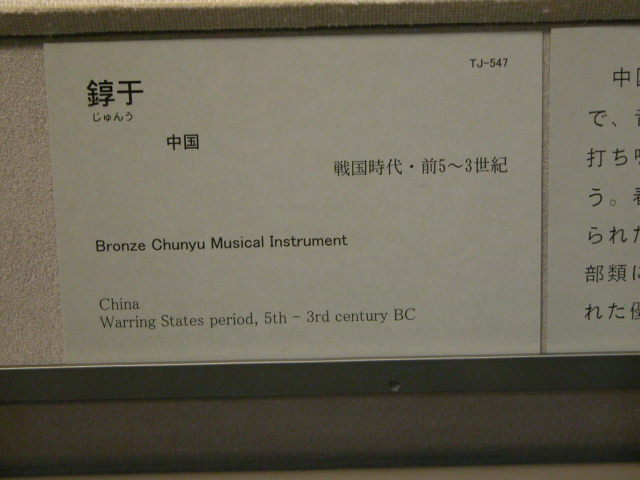 TJ-547
錞于
じゅんう
中国
戦国時代・前5～3世紀
Bronze Chunyu Musical Instrument
China
Warring States period, 5th - 3rd century BC
中
で、
打ち
う。
られた
部類に
れた優